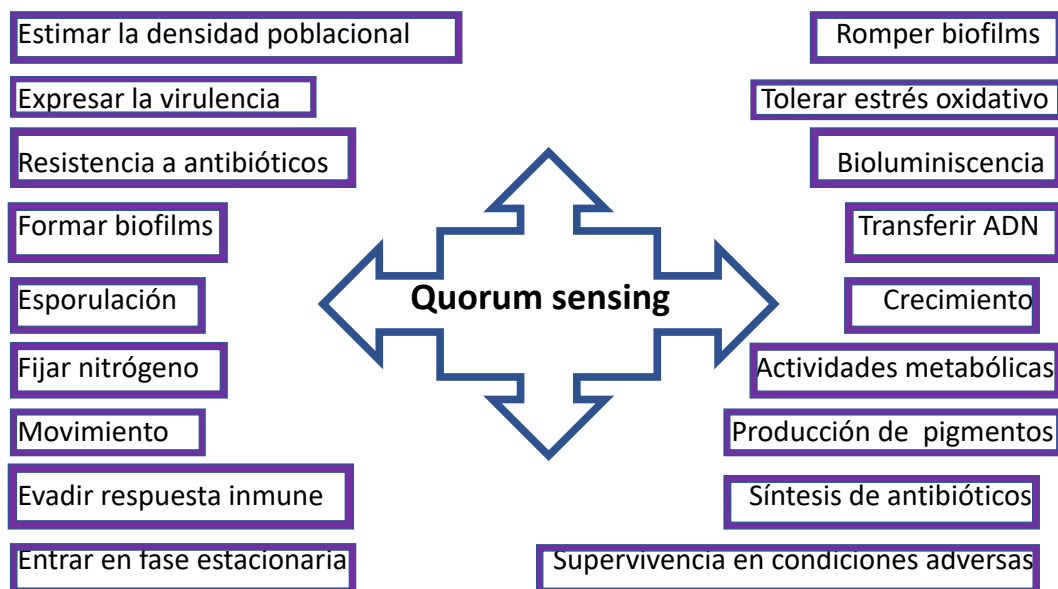 Estimar la densidad poblacional
Expresar la virulencia
Resistencia a antibióticos
Formar biofilms
Esporulación
Fijar nitrógeno
Movimiento
Evadir respuesta inmune
Entrar en fase estacionaria
Quorum sensing
Romper biofilms
Tolerar estrés oxidativo
Bioluminiscencia
Transferir ADN
Crecimiento
Actividades metabólicas
Producción de pigmentos
Síntesis de antibióticos
Supervivencia en condiciones adversas